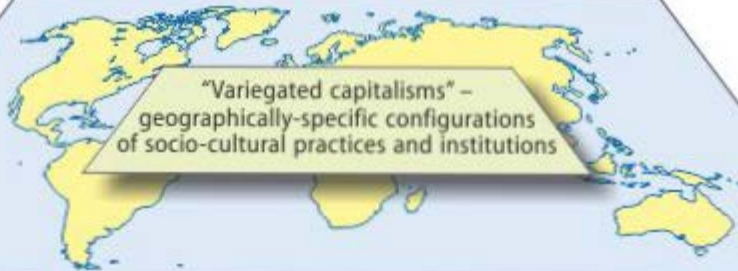 “Variegated capitalisms” –
geographically-specific configurations
of socio-cultural practices and institutions